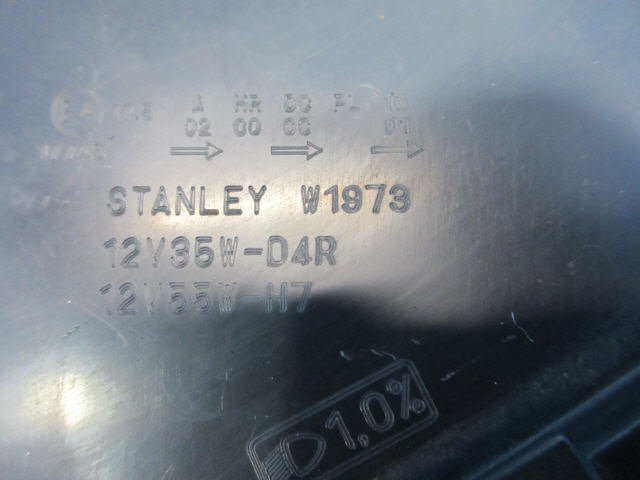 A HR DC PL
02 00 00 01
STANLEY W1973
12V35W-D4R
12V55W-H7
1,0%